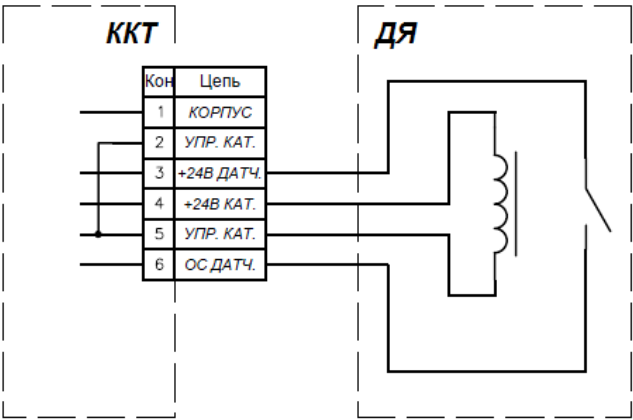 ККТ
ДЯ
Кон Цепь
1 КОРПУС
2 УПР. КАТ.
3 +24В ДАТЧ.
4 +24В КАТ.
5 УПР. КАТ.
6 ОС ДАТЧ.